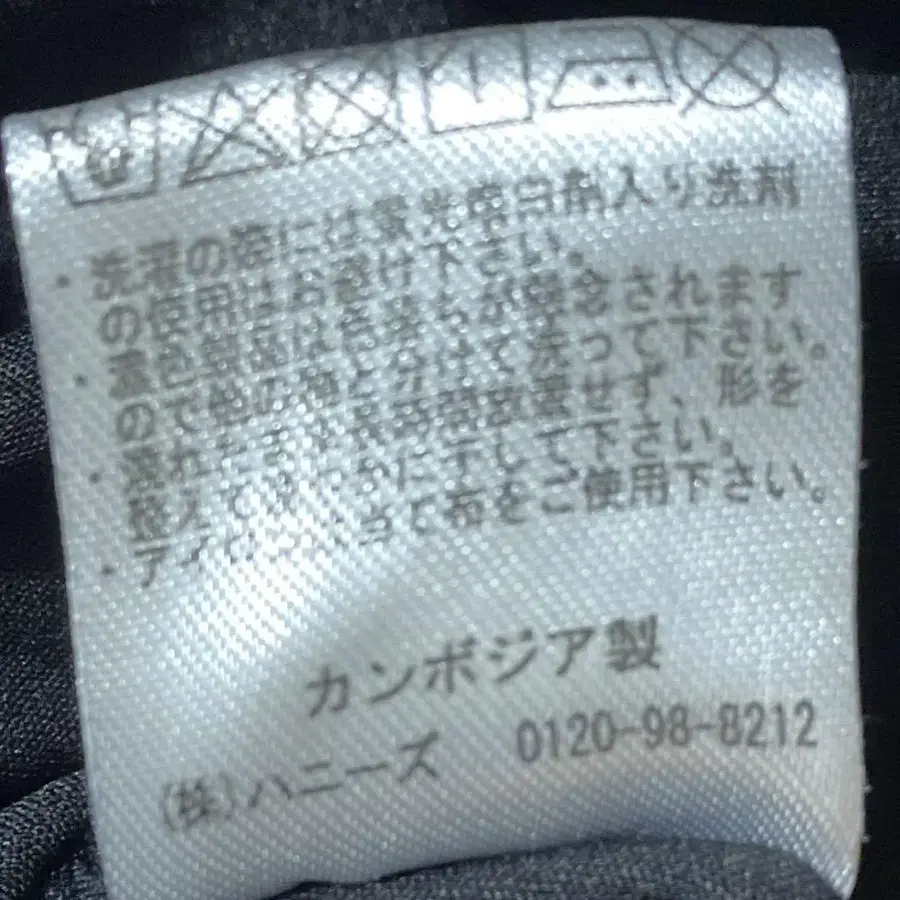 ・洗濯の際には蛍光増白剤入り洗剤
の使用はお避け下さい。
・濃色製品は色落ちが懸念されます
ので他の物と分けて洗って下さい。
・濡れたまま長時間放置せず、形を
整えて速やかに干して下さい。
・アイロンは、当て布をご使用下さい。
カンボジア製
(株)ハニーズ 0120-98-8212